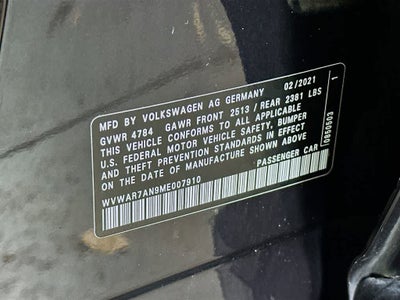 MFD BY VOLKSWAGEN AG GERMANY 02/2021
GVWR 4784 GAWR FRONT 2513 / REAR 2381 LBS
THIS VEHICLE CONFORMS TO ALL APPLICABLE
U.S. FEDERAL MOTOR VEHICLE SAFETY, BUMPER
AND THEFT PREVENTION STANDARDS IN EFFECT
ON THE DATE OF MANUFACTURE SHOWN ABOVE
PASSENGER CAR
WVWAR7AN9ME007910
0850503
1